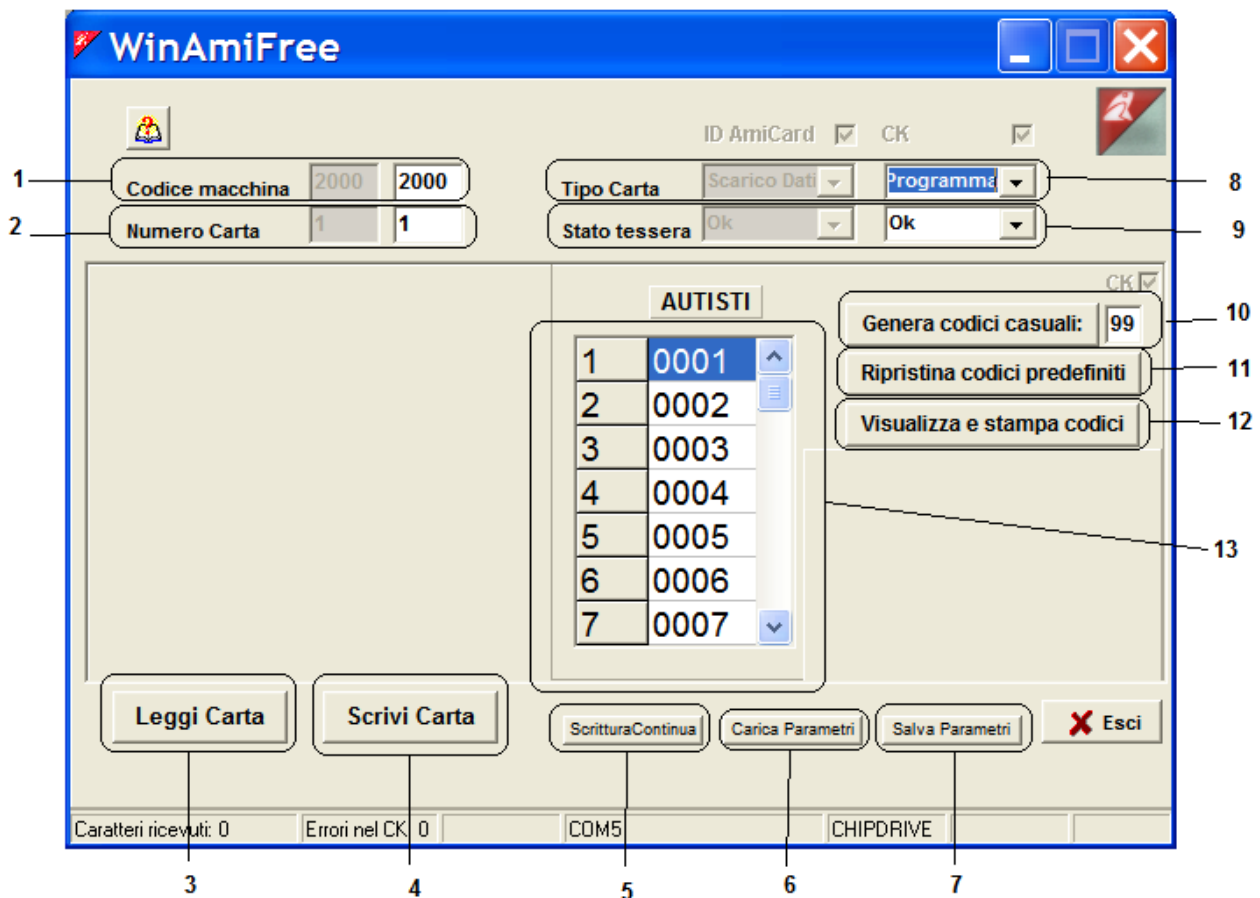 WinAmiFree
ID AmiCard CK
1 Codice macchina 2000 2000 Tipo Carta Scarico Dati Programma 8
2 Numero Carta 1 1 Stato tessera Ok Ok 9
CK
AUTISTI Genera codici casuali: 99 10
1 0001 Ripristina codici predefiniti 11
2 0002 Visualizza e stampa codici 12
3 0003
4 0004
5 0005 13
6 0006
7 0007
Leggi Carta Scrivi Carta ScritturaContinua Carica Parametri Salva Parametri Esci
Caratteri ricevuti: 0 Errori nel CK: 0 COM5 CHIPDRIVE
3 4 5 6 7